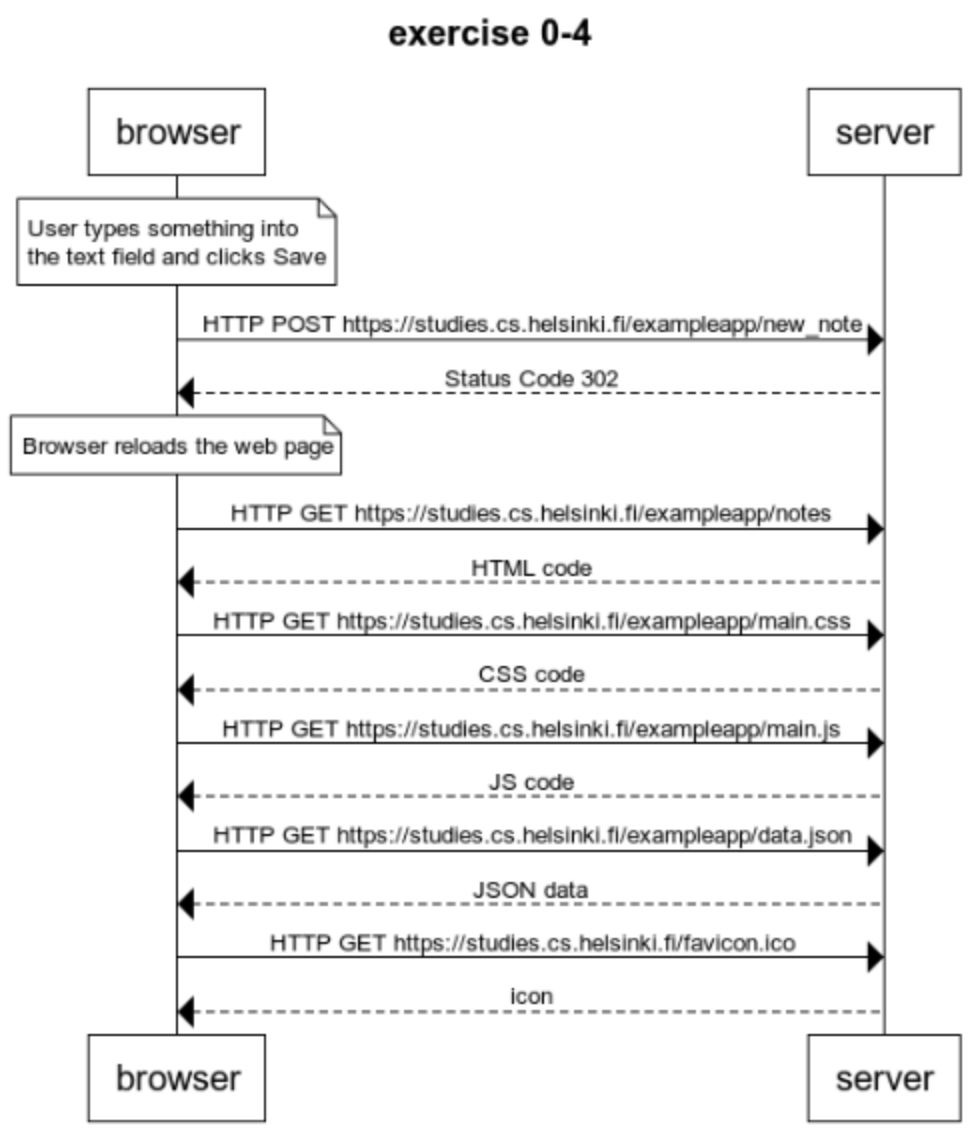 exercise 0-4
browser
server
User types something into
the text field and clicks Save
HTTP POST https://studies.cs.helsinki.fi/exampleapp/new_note
Status Code 302
Browser reloads the web page
HTTP GET https://studies.cs.helsinki.fi/exampleapp/notes
HTML code
HTTP GET https://studies.cs.helsinki.fi/exampleapp/main.css
CSS code
HTTP GET https://studies.cs.helsinki.fi/exampleapp/main.js
JS code
HTTP GET https://studies.cs.helsinki.fi/exampleapp/data.json
JSON data
HTTP GET https://studies.cs.helsinki.fi/favicon.ico
icon
browser
server